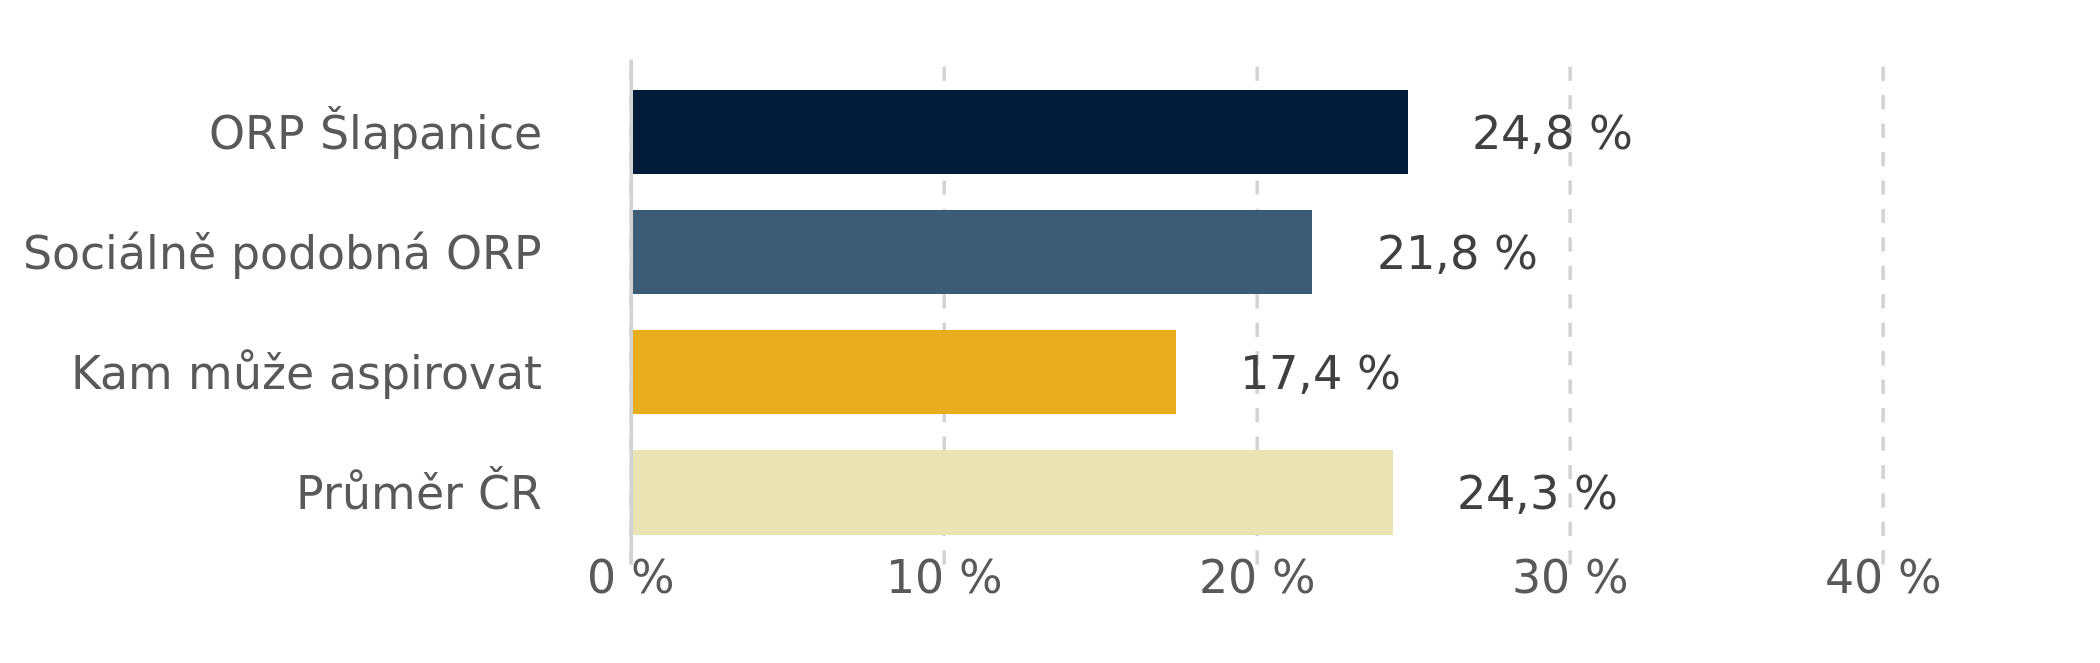 ORP Šlapanice
24,8 %
Sociálně podobná ORP
21,8 %
Kam může aspirovat
17,4 %
Průměr ČR
24,3 %
0 %
10 %
20 %
30 %
40 %